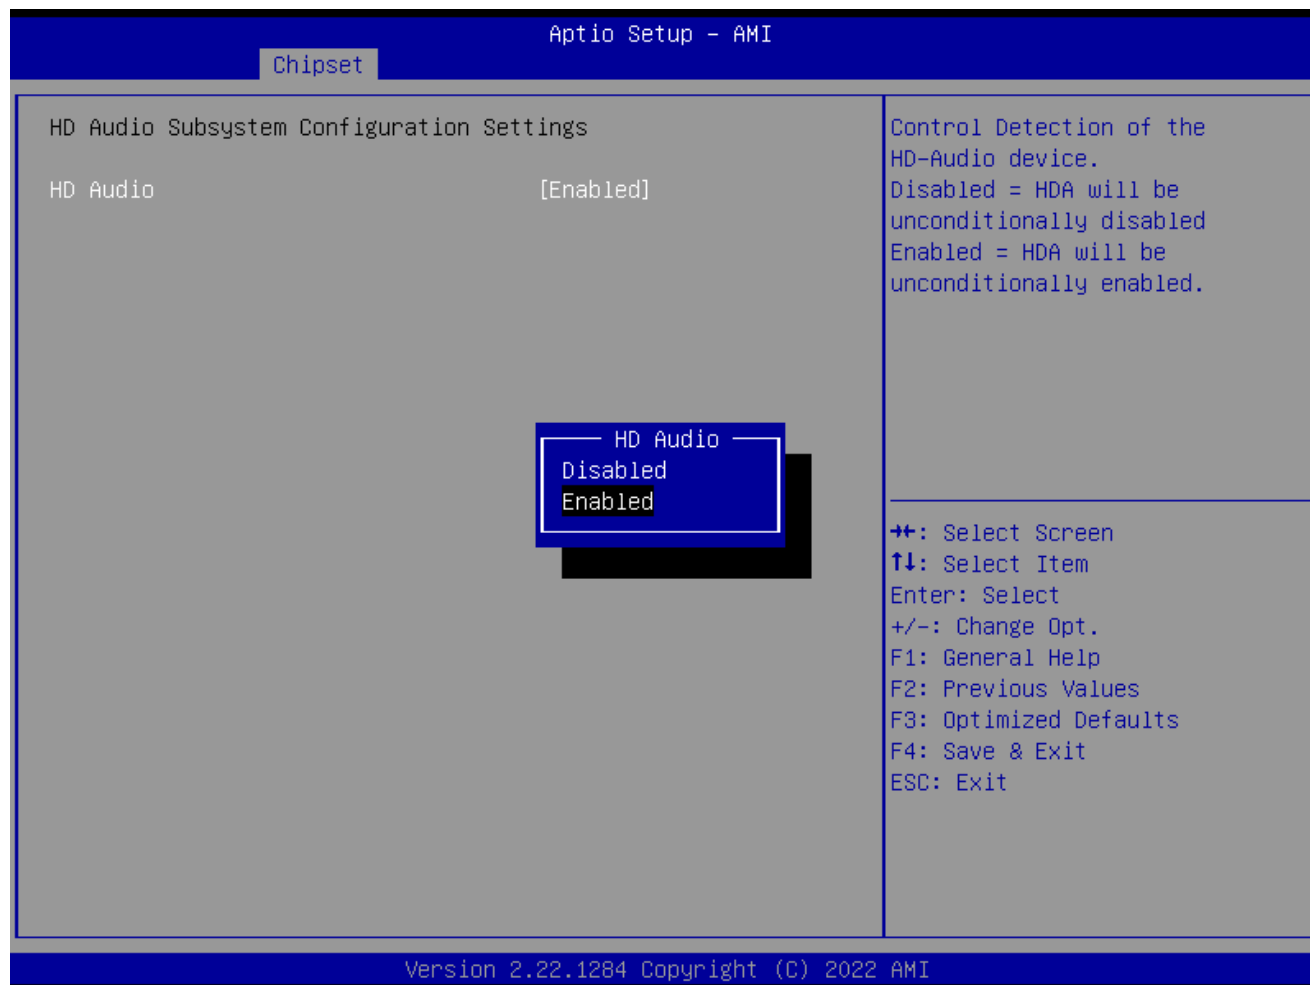 Aptio Setup – AMI
Chipset
HD Audio Subsystem Configuration Settings
HD Audio [Enabled]
Control Detection of the
HD-Audio device.
Disabled = HDA will be
unconditionally disabled
Enabled = HDA will be
unconditionally enabled.
HD Audio
Disabled
Enabled
→←: Select Screen
↑↓: Select Item
Enter: Select
+/-: Change Opt.
F1: General Help
F2: Previous Values
F3: Optimized Defaults
F4: Save & Exit
ESC: Exit
Version 2.22.1284 Copyright (C) 2022 AMI